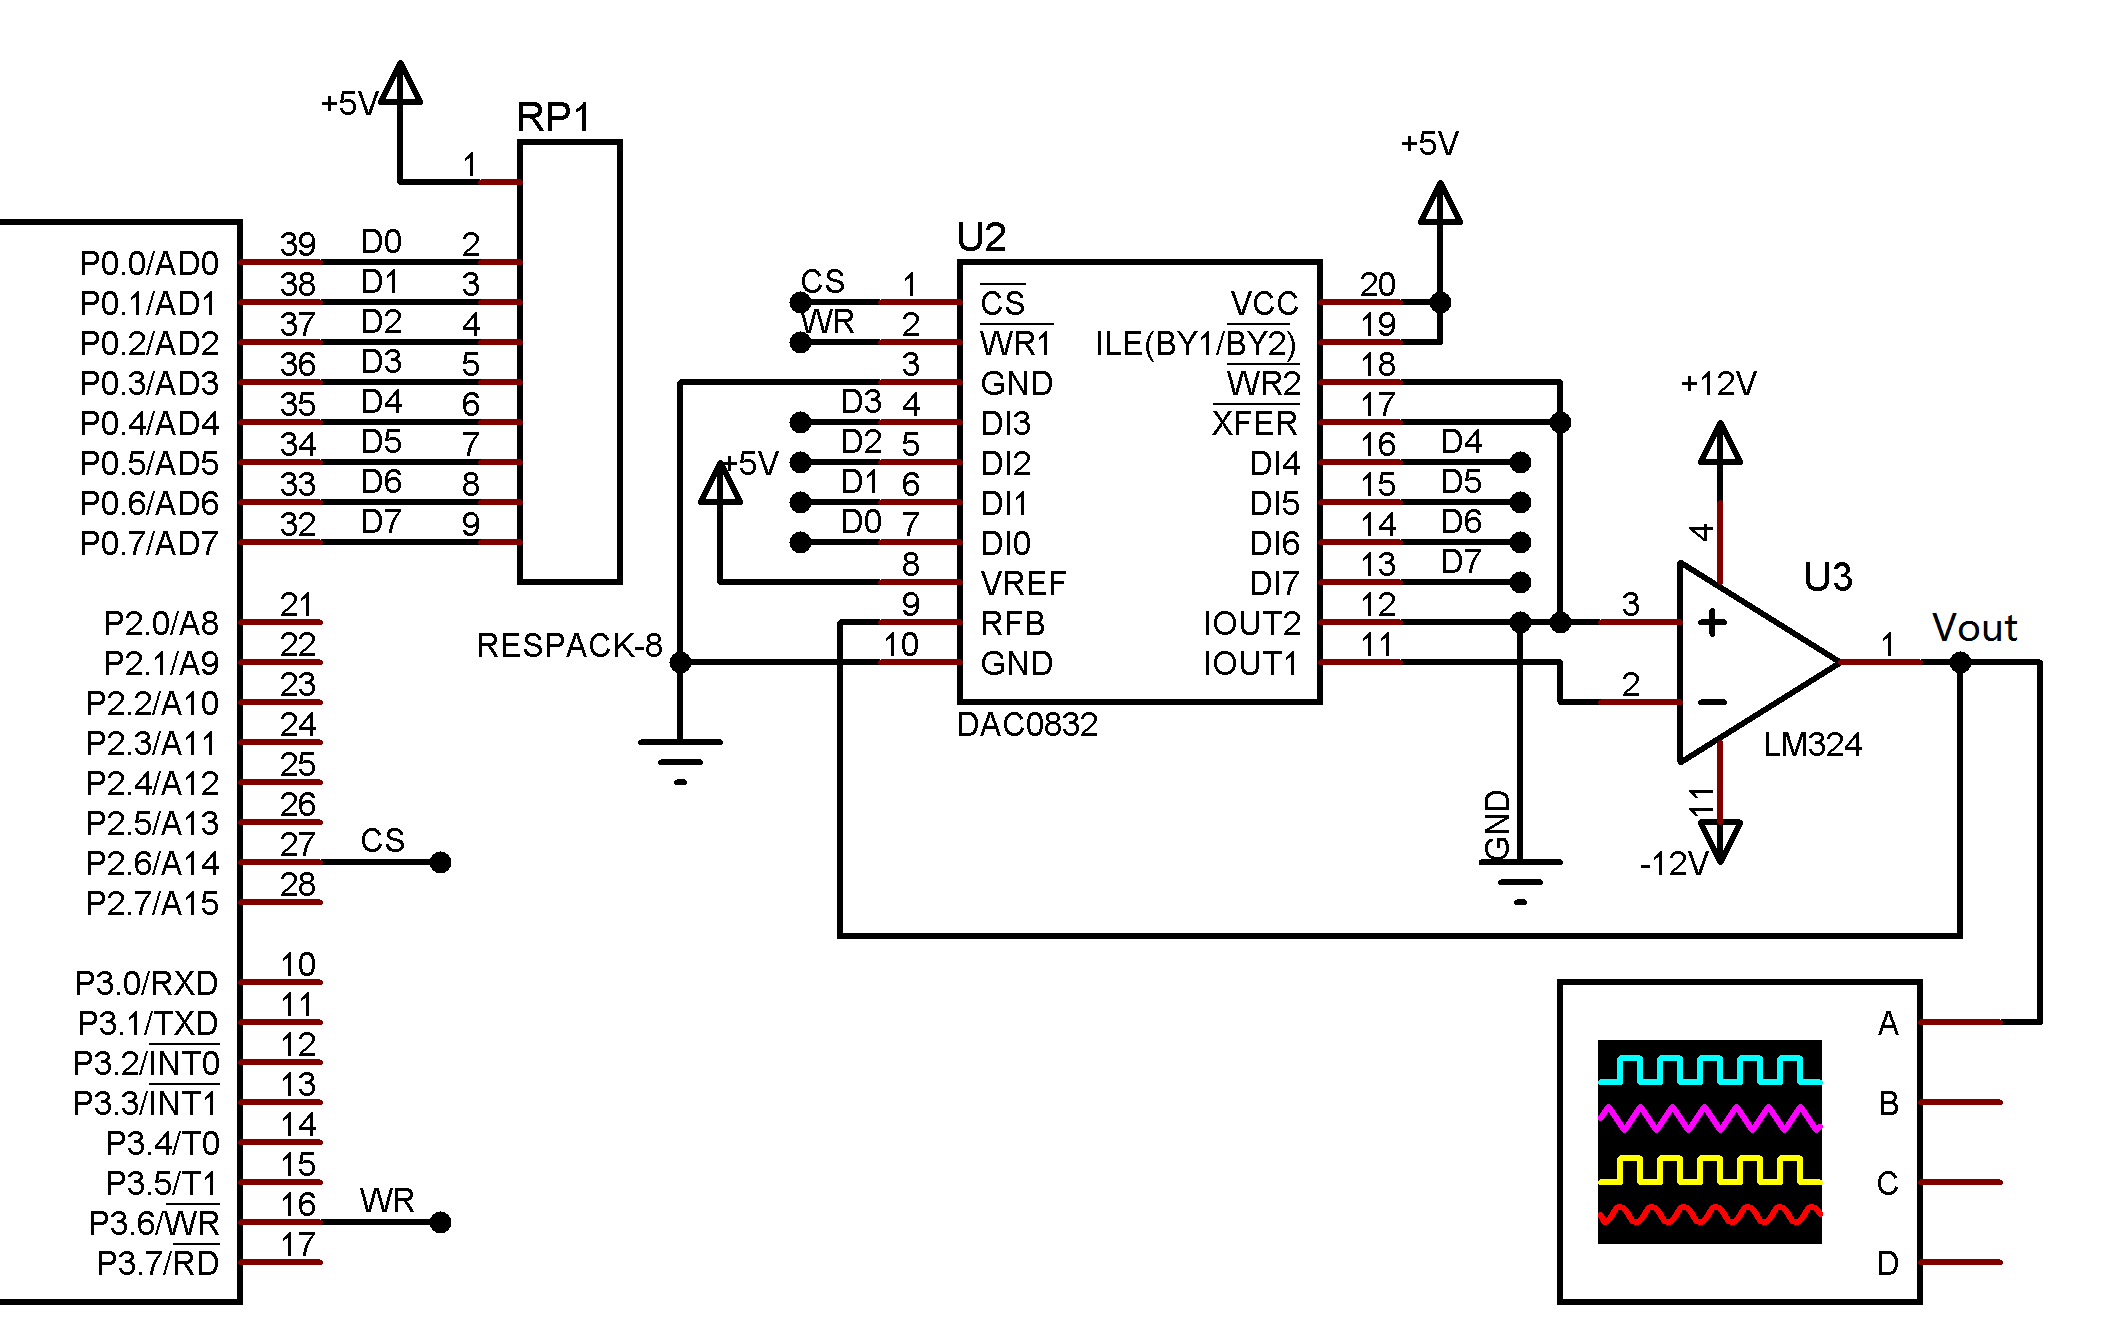 +5V
RP1
1
P0.0/AD0 39 D0 2
P0.1/AD1 38 D1 3
P0.2/AD2 37 D2 4
P0.3/AD3 36 D3 5
P0.4/AD4 35 D4 6
P0.5/AD5 34 D5 7
P0.6/AD6 33 D6 8
P0.7/AD7 32 D7 9
RESPACK-8
P2.0/A8 21
P2.1/A9 22
P2.2/A10 23
P2.3/A11 24
P2.4/A12 25
P2.5/A13 26
P2.6/A14 27 CS
P2.7/A15 28
P3.0/RXD 10
P3.1/TXD 11
P3.2/INT0 12
P3.3/INT1 13
P3.4/T0 14
P3.5/T1 15
P3.6/WR 16 WR
P3.7/RD 17
U2
+5V
CS 1 CS VCC 20
WR 2 WR1 ILE(BY1/BY2) 19
3 GND WR2 18
D3 4 DI3 XFER 17
D2 5 DI2 DI4 16 D4
D1 6 DI1 DI5 15 D5
D0 7 DI0 DI6 14 D6
+5V
8 VREF DI7 13 D7
9 RFB IOUT2 12
10 GND IOUT1 11
DAC0832
GND
+12V
4
U3
3
2
1
Vout
LM324
11
-12V
A
B
C
D